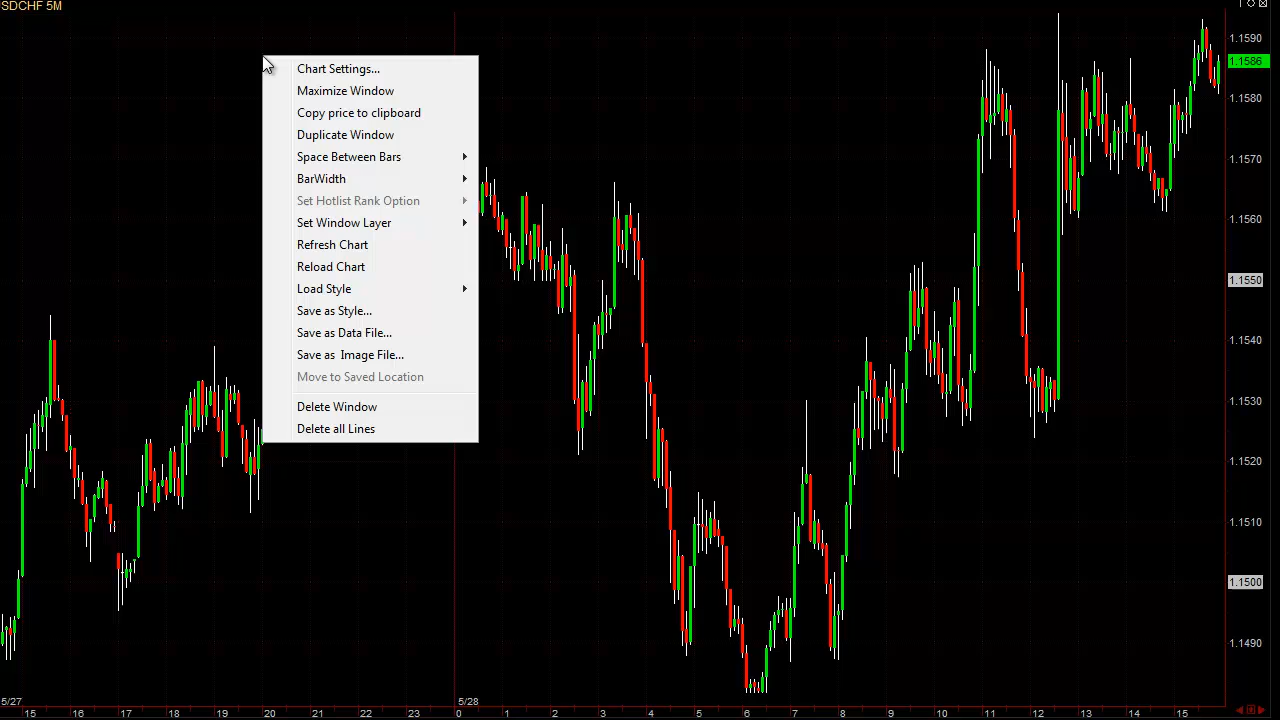 SDCHF 5M
Chart Settings...
Maximize Window
Copy price to clipboard
Duplicate Window
Space Between Bars
BarWidth
Set Hotlist Rank Option
Set Window Layer
Refresh Chart
Reload Chart
Load Style
Save as Style...
Save as Data File...
Save as  Image File...
Move to Saved Location
Delete Window
Delete all Lines
1.1590
1.1586
1.1580
1.1570
1.1560
1.1550
1.1540
1.1530
1.1520
1.1510
1.1500
1.1490
5/27 5/28
15 16 17 18 19 20 21 22 23 0 1 2 3 4 5 6 7 8 9 10 11 12 13 14 15